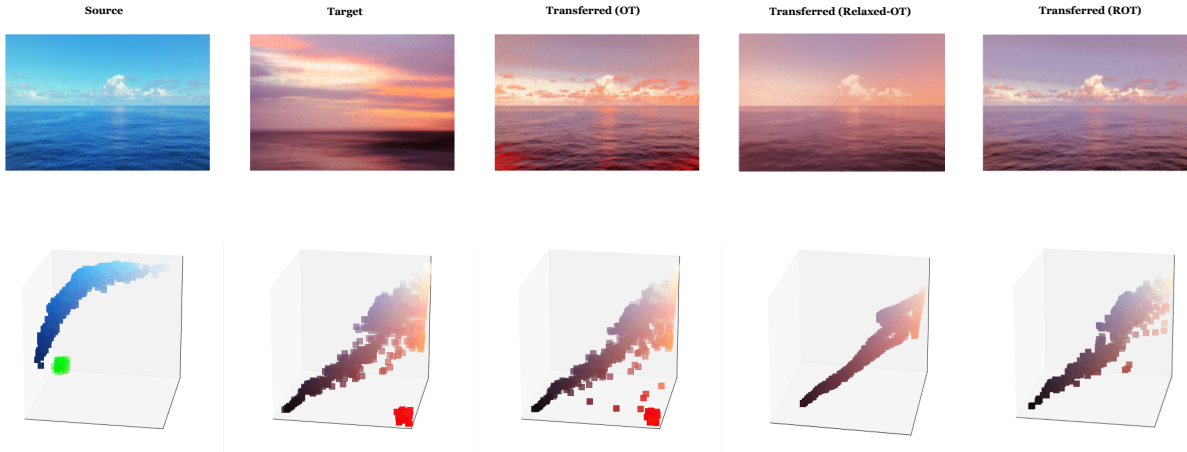 Source
Target
Transferred (OT)
Transferred (Relaxed-OT)
Transferred (ROT)